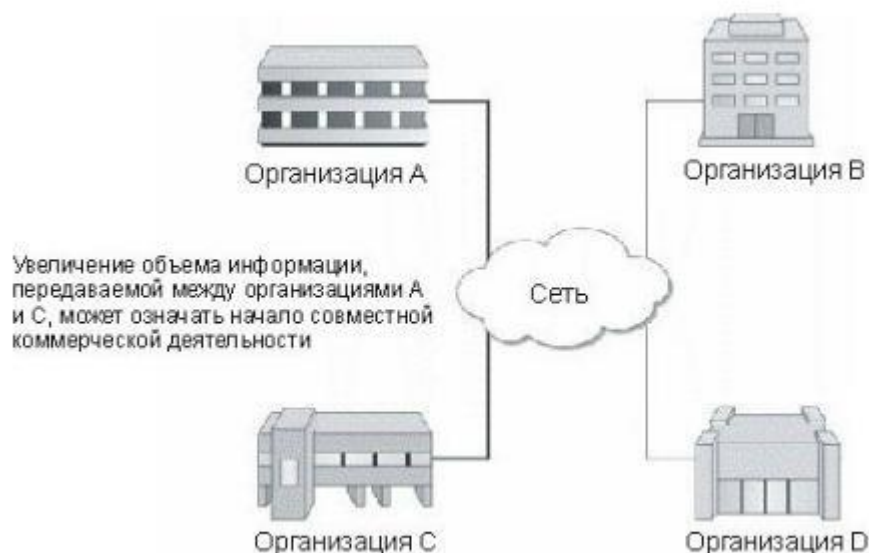 Организация А
Организация В
Увеличение объема информации,
передаваемой между организациями А
и С, может означать начало совместной
коммерческой деятельности
Сеть
Организация С
Организация D